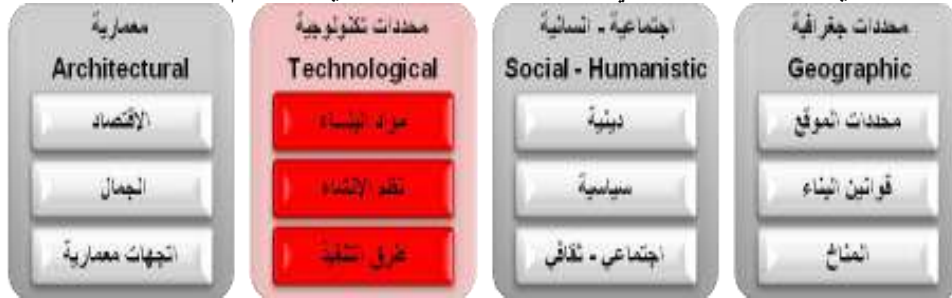 محددات جغرافية
Geographic
محددات الموقع
قوانين البناء
المناخ
اجتماعية - انسانية
Social - Humanistic
دينية
سياسية
اجتماعي - ثقافي
محددات تكنولوجية
Technological
مواد البناء
نظم الإنشاء
طرق التنفيذ
معمارية
Architectural
الإقتصاد
الجمال
اتجهات معمارية